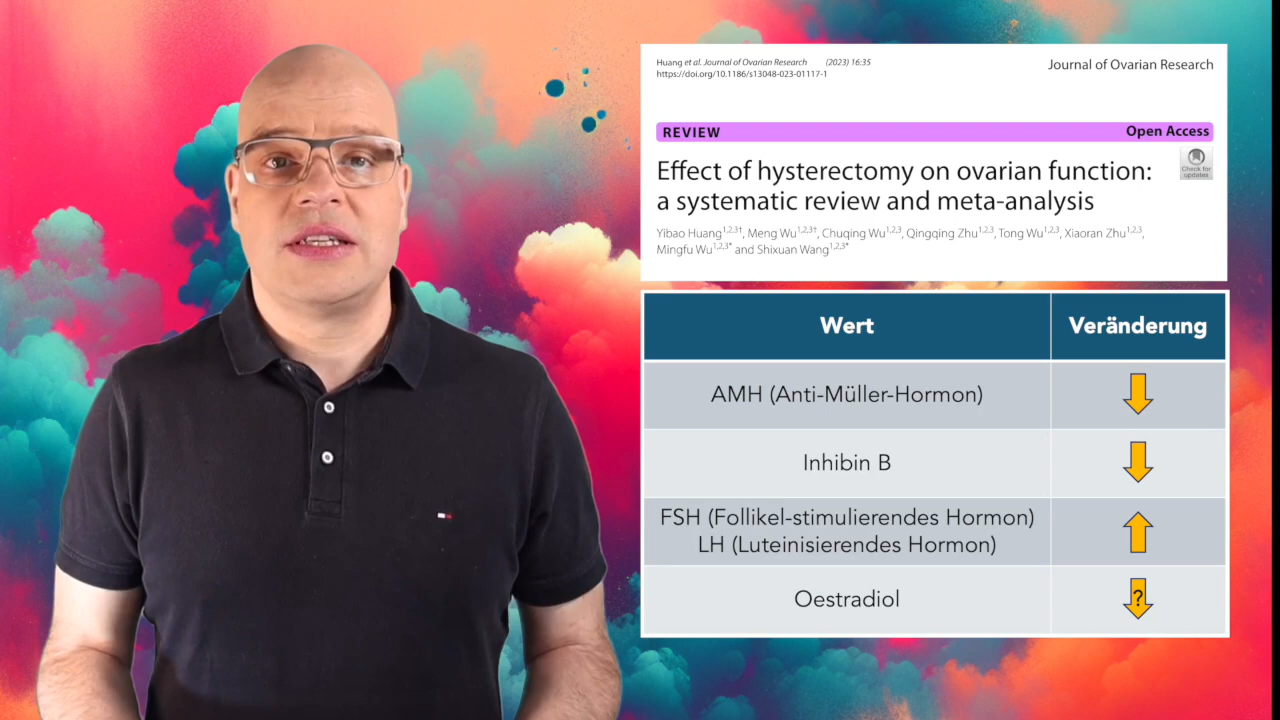 Huang et al. Journal of Ovarian Research (2023) 16:35
https://doi.org/10.1186/s13048-023-01117-1
Journal of Ovarian Research
REVIEW
Open Access
Check for
updates
Effect of hysterectomy on ovarian function:
a systematic review and meta-analysis
Yibao Huang1,2,3†, Meng Wu1,2,3†, Chuqing Wu1,2,3, Qingqing Zhu1,2,3, Tong Wu1,2,3, Xiaoran Zhu1,2,3,
Mingfu Wu1,2,3* and Shixuan Wang1,2,3*
Wert
Veränderung
AMH (Anti-Müller-Hormon)
Inhibin B
FSH (Follikel-stimulierendes Hormon)
LH (Luteinisierendes Hormon)
Oestradiol
?